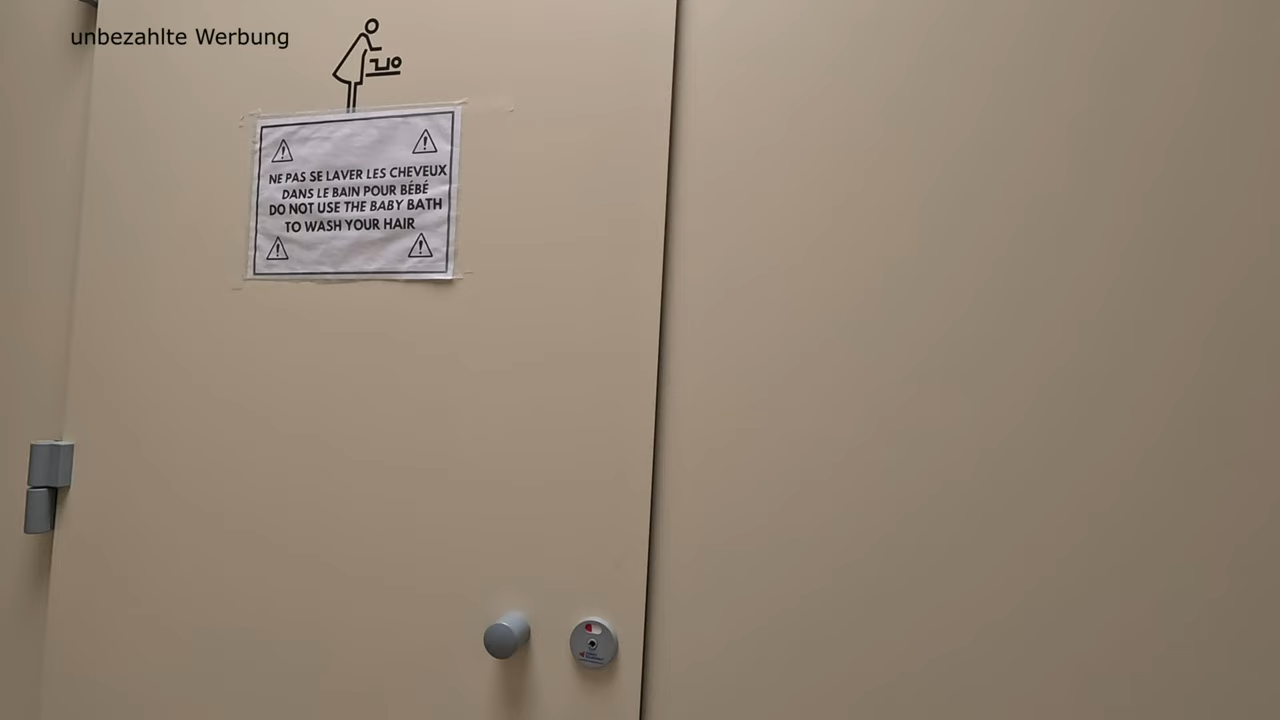 unbezahlte Werbung
NE PAS SE LAVER LES CHEVEUX
DANS LE BAIN POUR BÉBÉ
DO NOT USE THE BABY BATH
TO WASH YOUR HAIR